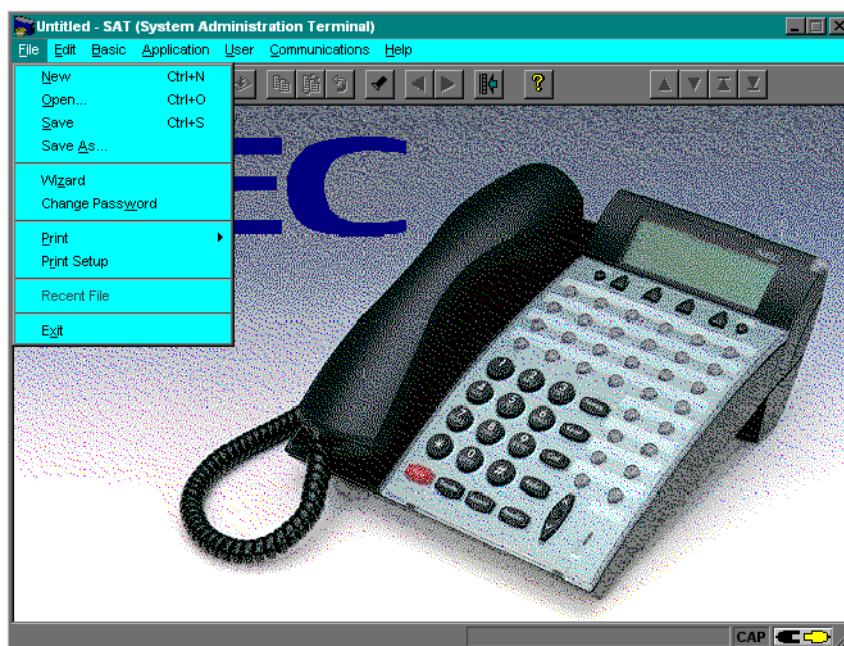 Untitled - SAT (System Administration Terminal)
File Edit Basic Application User Communications Help
New Ctrl+N
Open... Ctrl+O
Save Ctrl+S
Save As...
Wizard
Change Password
Print
Print Setup
Recent File
Exit
EC
CAP